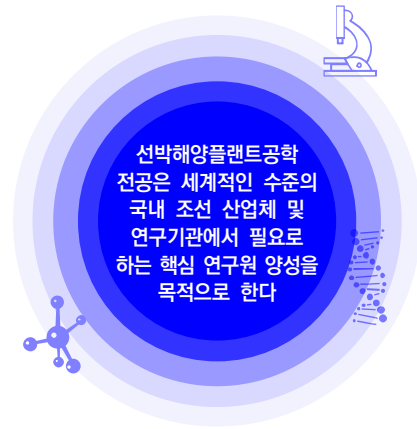 선박해양플랜트공학
전공은 세계적인 수준의
국내 조선 산업체 및
연구기관에서 필요로
하는 핵심 연구원 양성을
목적으로 한다